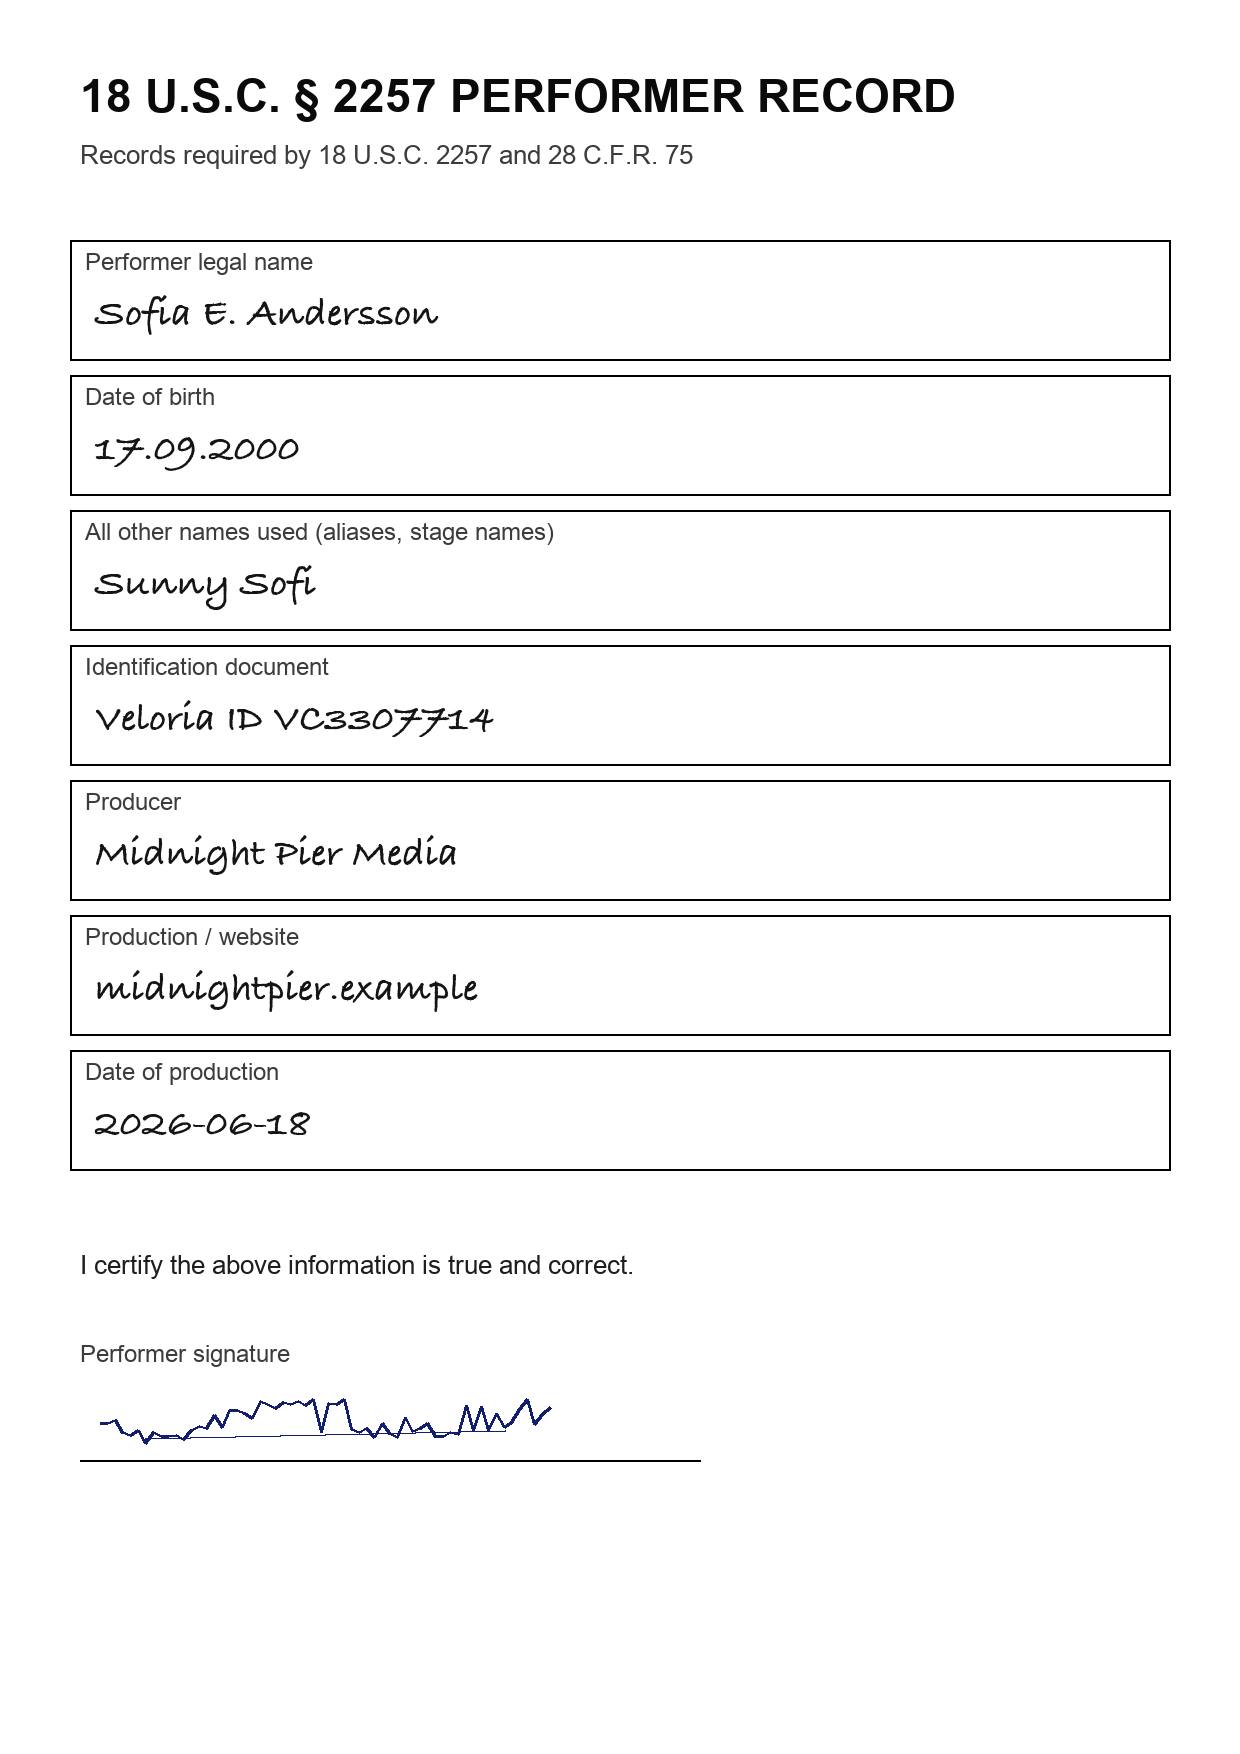 18 U.S.C. § 2257 PERFORMER RECORD
Records required by 18 U.S.C. 2257 and 28 C.F.R. 75
Performer legal name
Sofia E. Andersson
Date of birth
17.09.2000
All other names used (aliases, stage names)
Sunny Sofi
Identification document
Veloria ID VC3307714
Producer
Midnight Pier Media
Production / website
midnightpier.example
Date of production
2026-06-18
I certify the above information is true and correct.
Performer signature